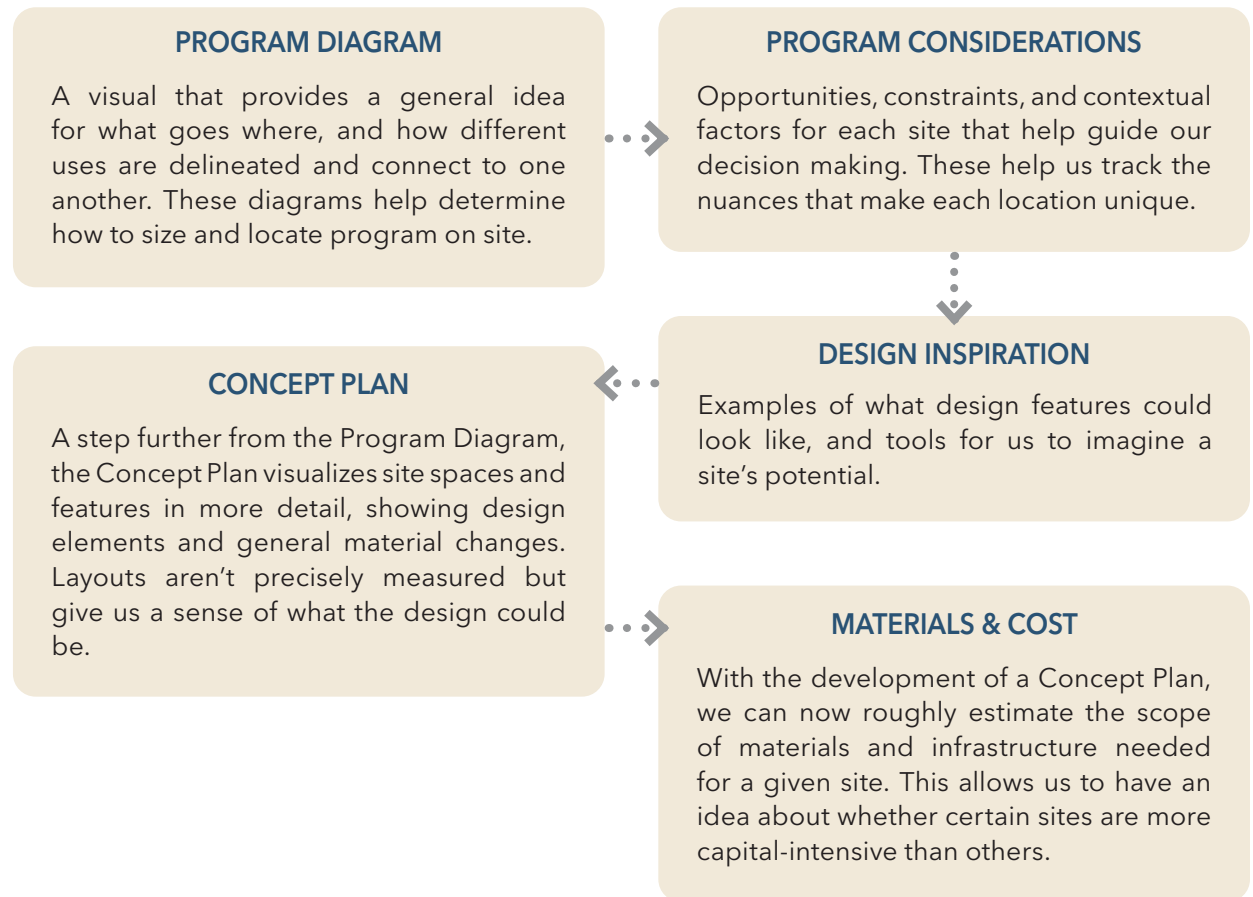 PROGRAM DIAGRAM
A visual that provides a general idea
for what goes where, and how different
uses are delineated and connect to one
another. These diagrams help determine
how to size and locate program on site.
PROGRAM CONSIDERATIONS
Opportunities, constraints, and contextual
factors for each site that help guide our
decision making. These help us track the
nuances that make each location unique.
DESIGN INSPIRATION
Examples of what design features could
look like, and tools for us to imagine a
site’s potential.
CONCEPT PLAN
A step further from the Program Diagram,
the Concept Plan visualizes site spaces and
features in more detail, showing design
elements and general material changes.
Layouts aren’t precisely measured but
give us a sense of what the design could
be.
MATERIALS & COST
With the development of a Concept Plan,
we can now roughly estimate the scope
of materials and infrastructure needed
for a given site. This allows us to have an
idea about whether certain sites are more
capital-intensive than others.